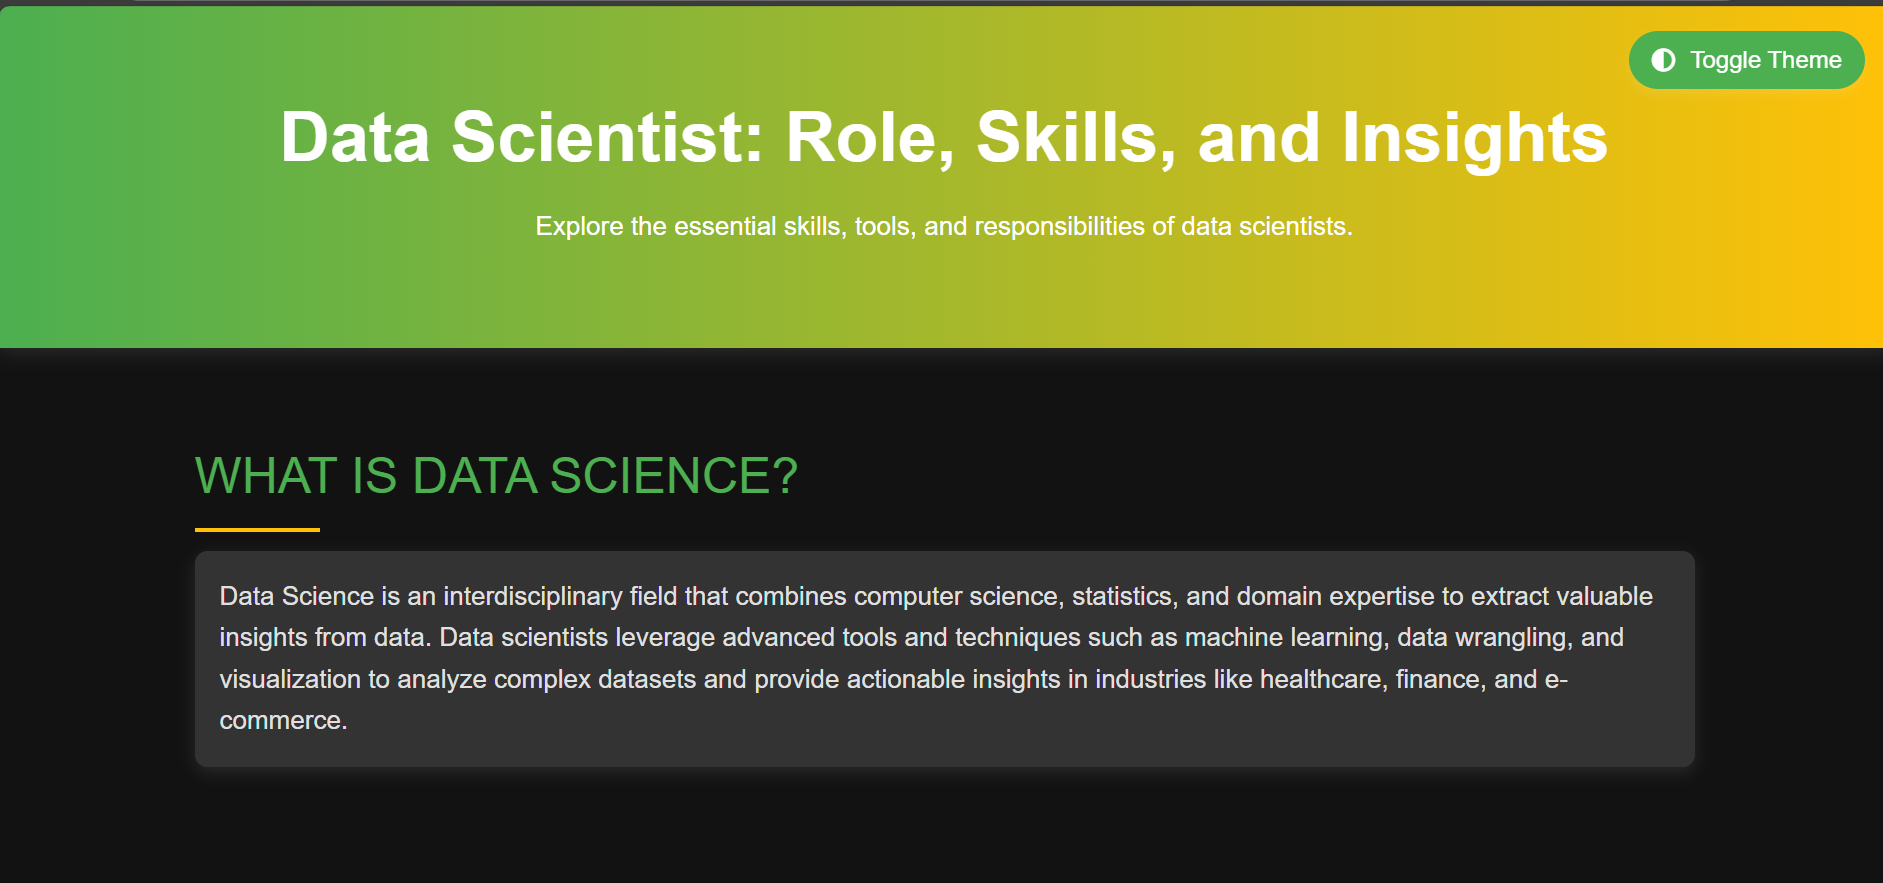 Toggle Theme
Data Scientist: Role, Skills, and Insights
Explore the essential skills, tools, and responsibilities of data scientists.
WHAT IS DATA SCIENCE?
Data Science is an interdisciplinary field that combines computer science, statistics, and domain expertise to extract valuable
insights from data. Data scientists leverage advanced tools and techniques such as machine learning, data wrangling, and
visualization to analyze complex datasets and provide actionable insights in industries like healthcare, finance, and e-
commerce.